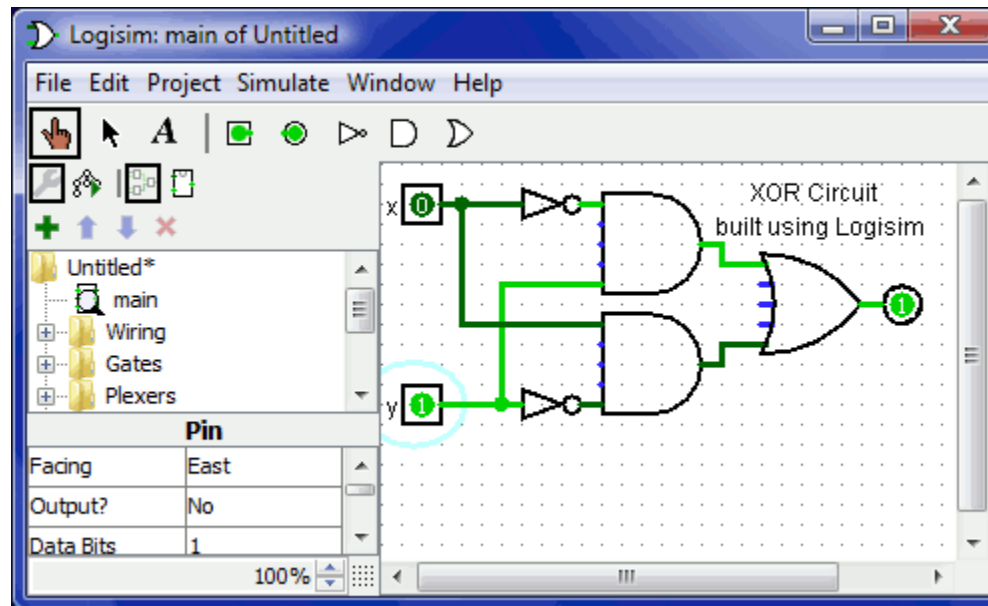 Logisim: main of Untitled
File Edit Project Simulate Window Help
A
x 0
XOR Circuit
built using Logisim
1
y 1
Untitled*
main
Wiring
Gates
Plexers
Pin
Facing East
Output? No
Data Bits 1
100%